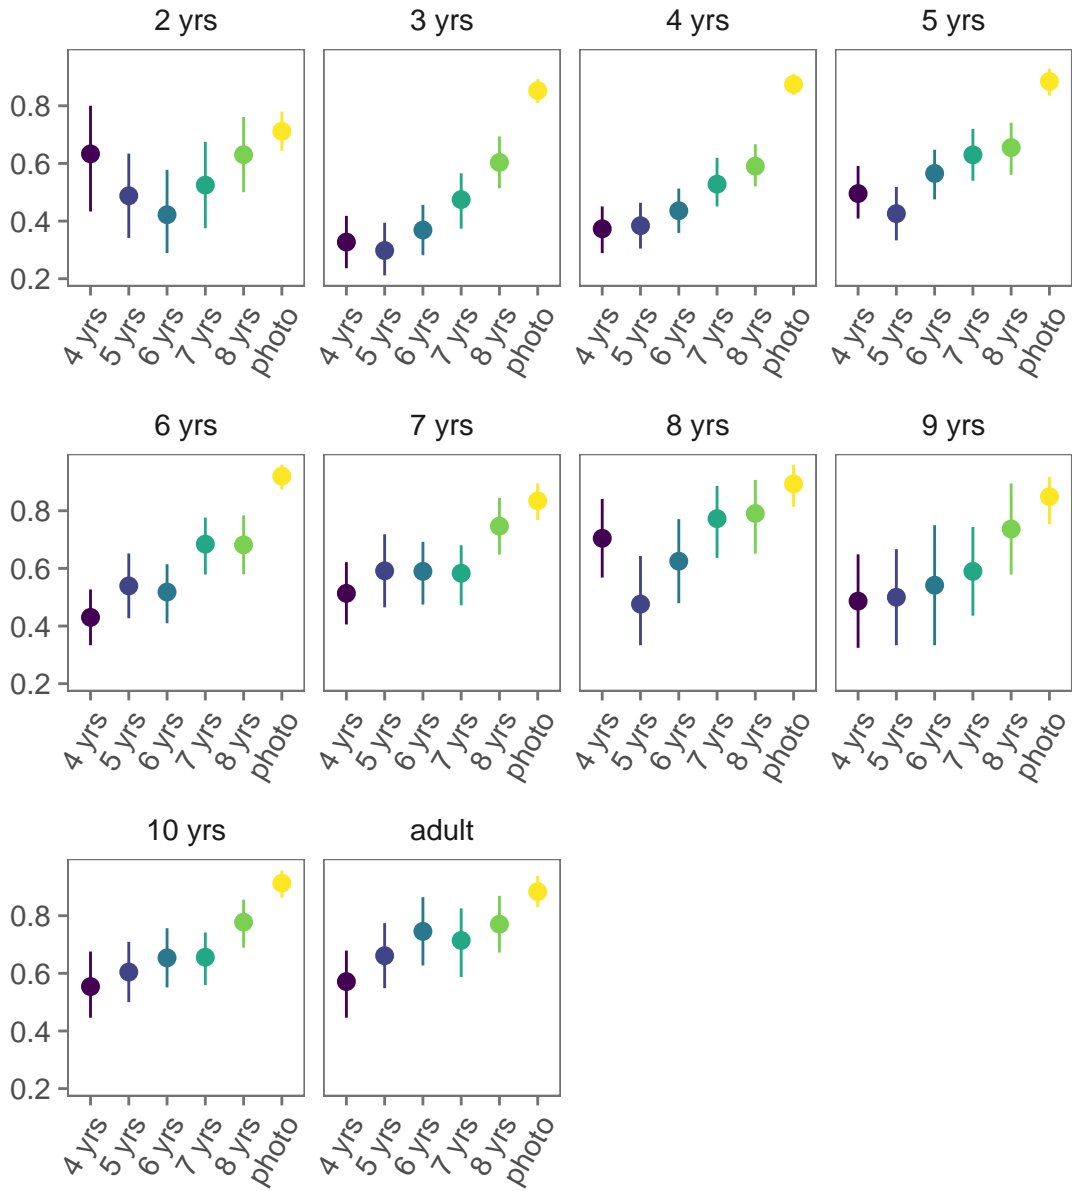 2 yrs 3 yrs 4 yrs 5 yrs
0.8
0.6
0.4
0.2
4 yrs 5 yrs 6 yrs 7 yrs 8 yrs photo 4 yrs 5 yrs 6 yrs 7 yrs 8 yrs photo 4 yrs 5 yrs 6 yrs 7 yrs 8 yrs photo 4 yrs 5 yrs 6 yrs 7 yrs 8 yrs photo
6 yrs 7 yrs 8 yrs 9 yrs
0.8
0.6
0.4
0.2
4 yrs 5 yrs 6 yrs 7 yrs 8 yrs photo 4 yrs 5 yrs 6 yrs 7 yrs 8 yrs photo 4 yrs 5 yrs 6 yrs 7 yrs 8 yrs photo 4 yrs 5 yrs 6 yrs 7 yrs 8 yrs photo
10 yrs adult
0.8
0.6
0.4
0.2
4 yrs 5 yrs 6 yrs 7 yrs 8 yrs photo 4 yrs 5 yrs 6 yrs 7 yrs 8 yrs photo